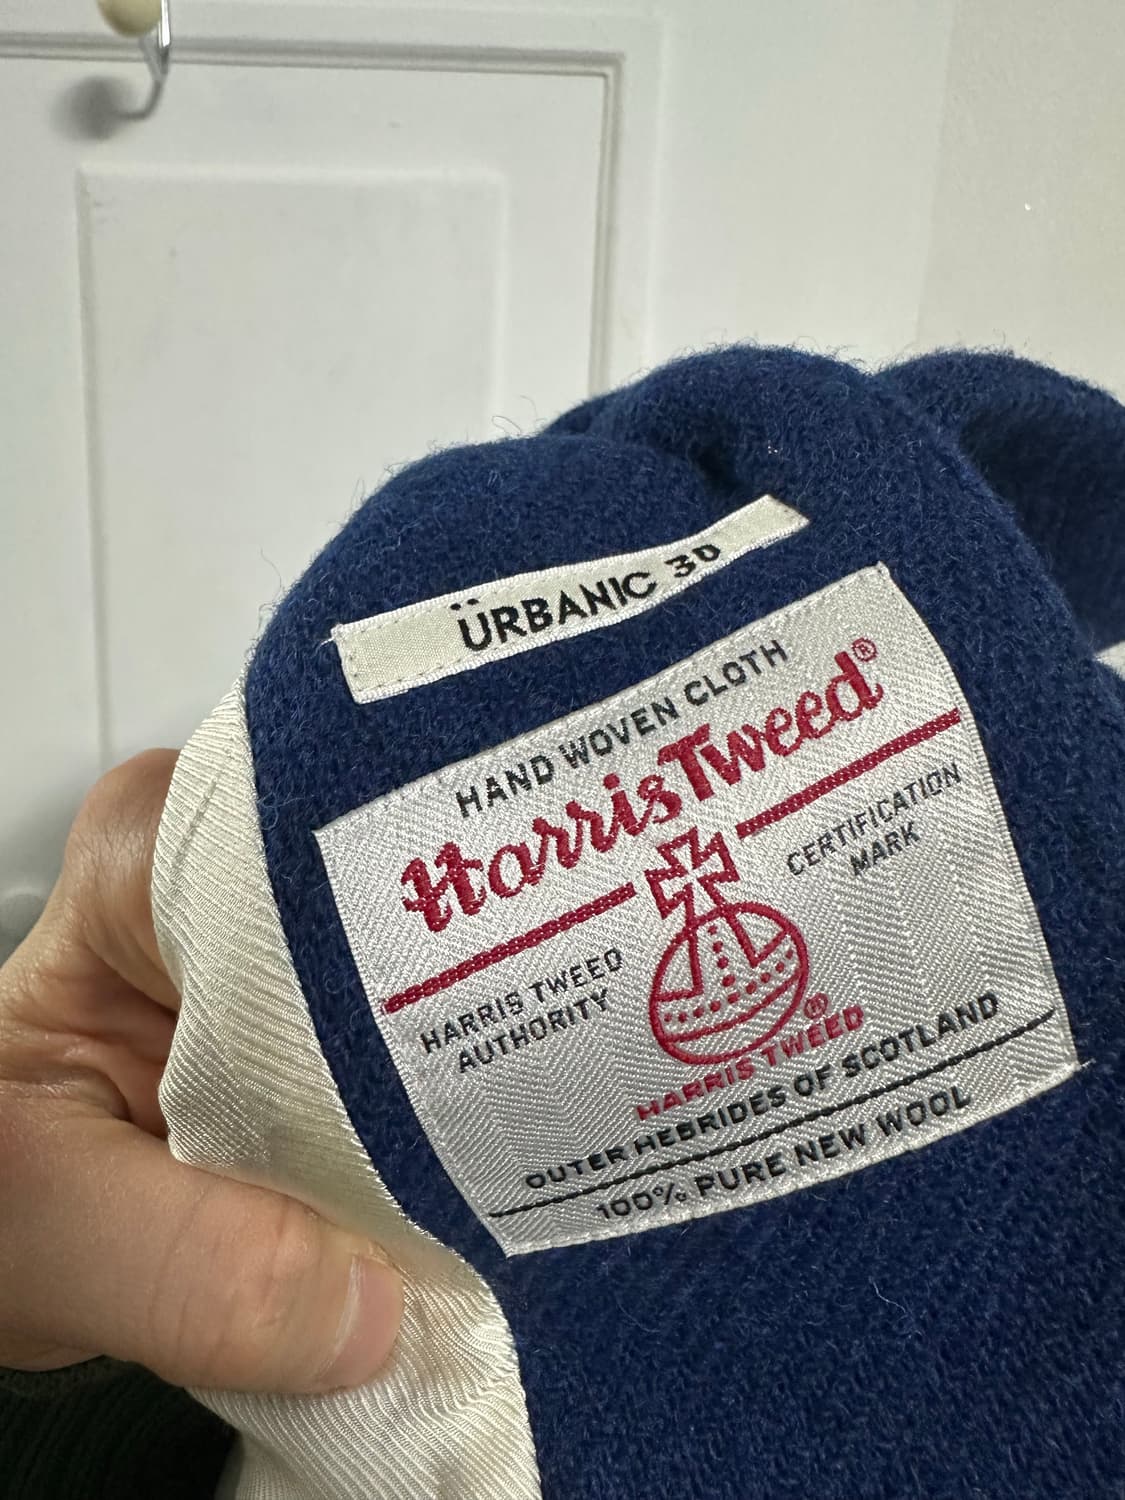 ÜRBANIC 30
HAND WOVEN CLOTH
Harris Tweed®
CERTIFICATION
MARK
HARRIS TWEED
AUTHORITY
®
HARRIS TWEED
OUTER HEBRIDES OF SCOTLAND
100% PURE NEW WOOL